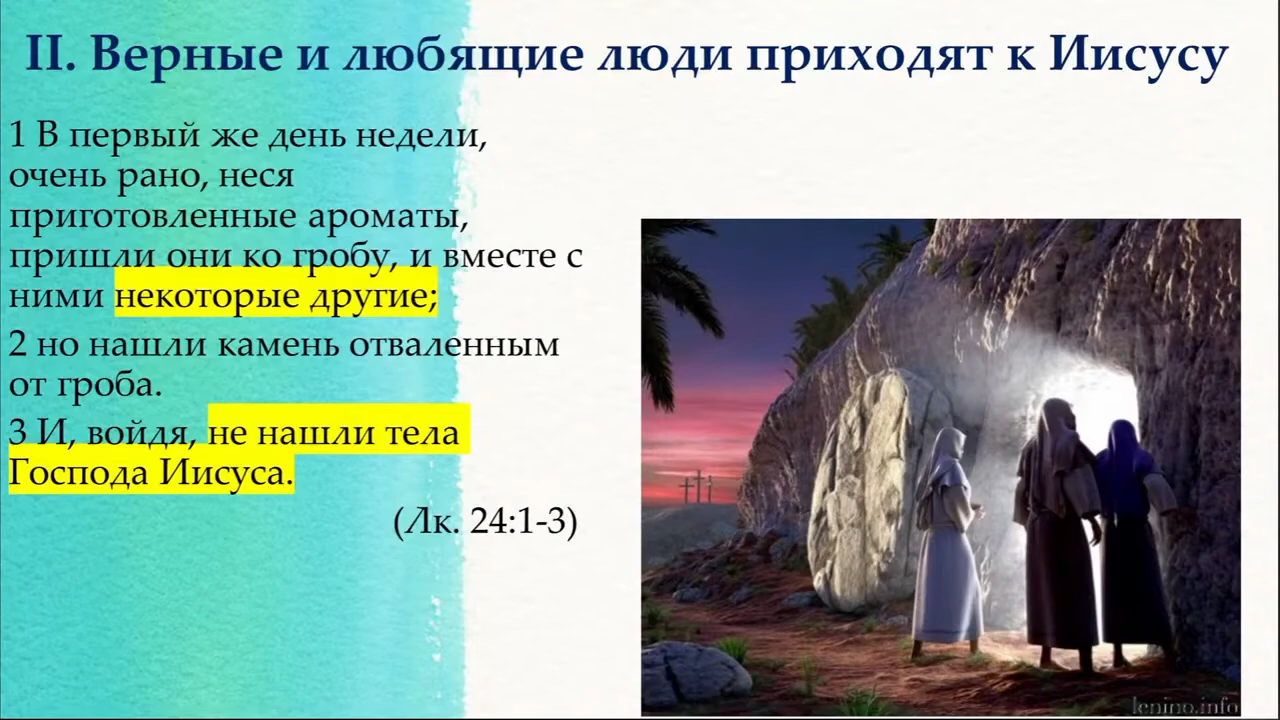 II. Верные и любящие люди приходят к Иисусу
1 В первый же день недели,
очень рано, неся
приготовленные ароматы,
пришли они ко гробу, и вместе с
ними некоторые другие;
2 но нашли камень отваленным
от гроба.
3 И, войдя, не нашли тела
Господа Иисуса.
(Лк. 24:1-3)
lenino.info